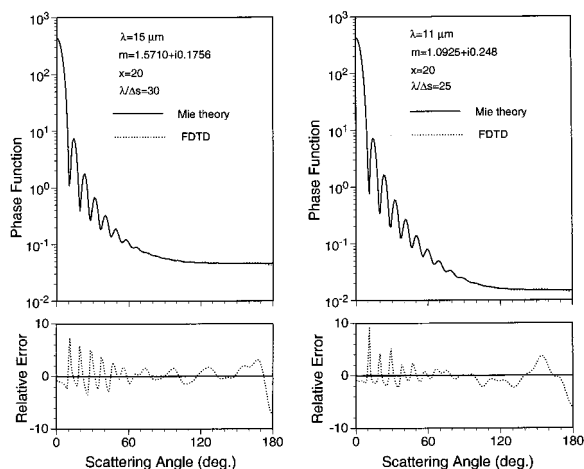 λ=15 μm
m=1.5710+i0.1756
x=20
λ/Δs=30
Mie theory
FDTD
Phase Function
10³
10²
10¹
10⁰
10⁻¹
10⁻²
Relative Error
10
0
-10
0
60
120
180
Scattering Angle (deg.)
λ=11 μm
m=1.0925+i0.248
x=20
λ/Δs=25
Mie theory
FDTD
Phase Function
10³
10²
10¹
10⁰
10⁻¹
10⁻²
Relative Error
10
0
-10
0
60
120
180
Scattering Angle (deg.)